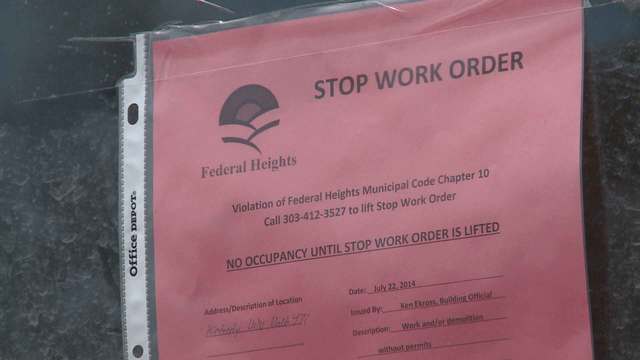 STOP WORK ORDER
Federal Heights
Violation of Federal Heights Municipal Code Chapter 10
Call 303-412-3527 to lift Stop Work Order
NO OCCUPANCY UNTIL STOP WORK ORDER IS LIFTED
Office DEPOT®
Address/Description of Location
Date: July 22, 2014
Issued By: Ken Ekross, Building Official
Description: Work and/or demolition
without permits